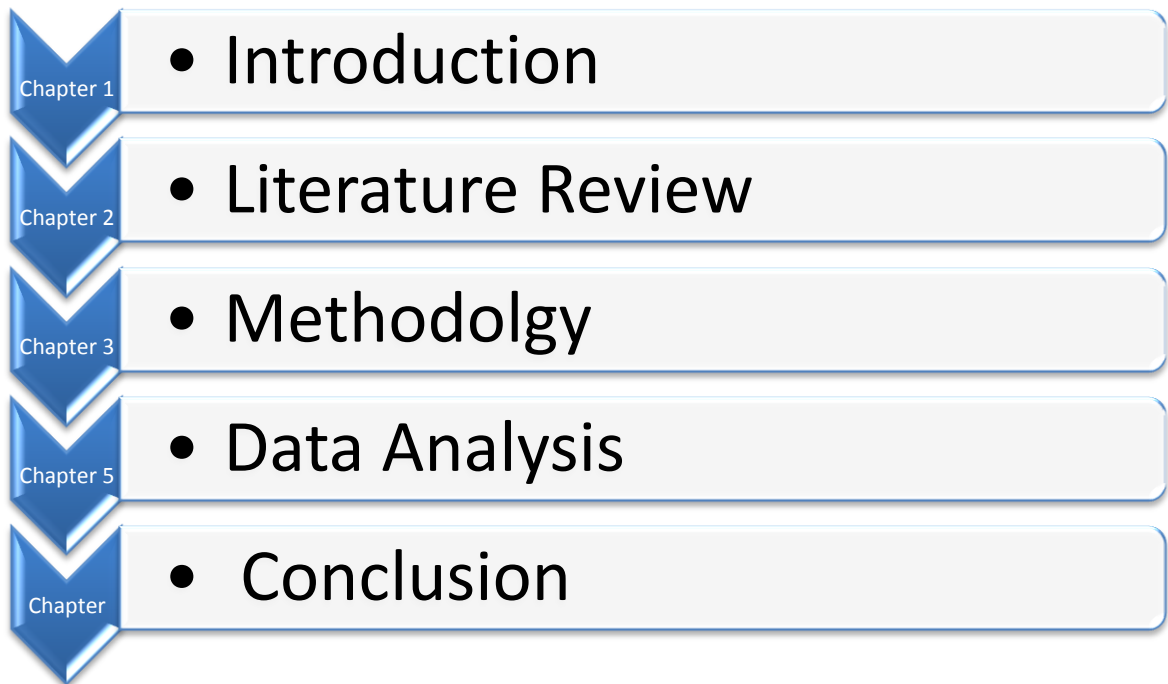 Chapter 1
• Introduction
Chapter 2
• Literature Review
Chapter 3
• Methodolgy
Chapter 5
• Data Analysis
Chapter
• Conclusion